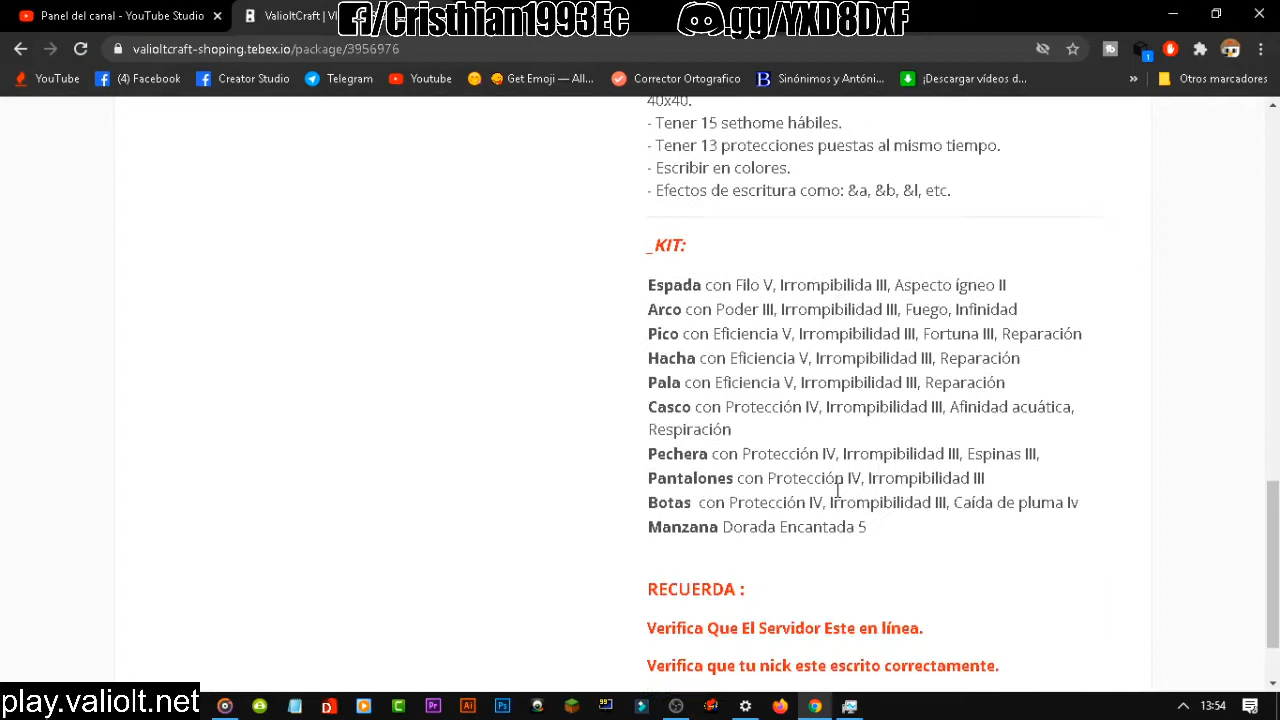 Panel del canal - YouTube Studio
ValioltCraft | VI
/Cristhian1993Ec
.gg/YXD8DxF
valioltcraft-shoping.tebex.io/package/3956976
YouTube
(4) Facebook
Creator Studio
Telegram
Youtube
Get Emoji — All...
Corrector Ortografico
Sinónimos y Antóni...
¡Descargar vídeos d...
Otros marcadores
40x40.
- Tener 15 sethome hábiles.
- Tener 13 protecciones puestas al mismo tiempo.
- Escribir en colores.
- Efectos de escritura como: &a, &b, &l, etc.
_KIT:
Espada con Filo V, Irrompibilida III, Aspecto ígneo II
Arco con Poder III, Irrompibilidad III, Fuego, Infinidad
Pico con Eficiencia V, Irrompibilidad III, Fortuna III, Reparación
Hacha con Eficiencia V, Irrompibilidad III, Reparación
Pala con Eficiencia V, Irrompibilidad III, Reparación
Casco con Protección IV, Irrompibilidad III, Afinidad acuática,
Respiración
Pechera con Protección IV, Irrompibilidad III, Espinas III,
Pantalones con Protección IV, Irrompibilidad III
Botas con Protección IV, Irrompibilidad III, Caída de pluma Iv
Manzana Dorada Encantada 5
RECUERDA :
Verifica Que El Servidor Este en línea.
Verifica que tu nick este escrito correctamente.
play.valiolt.net
13:54